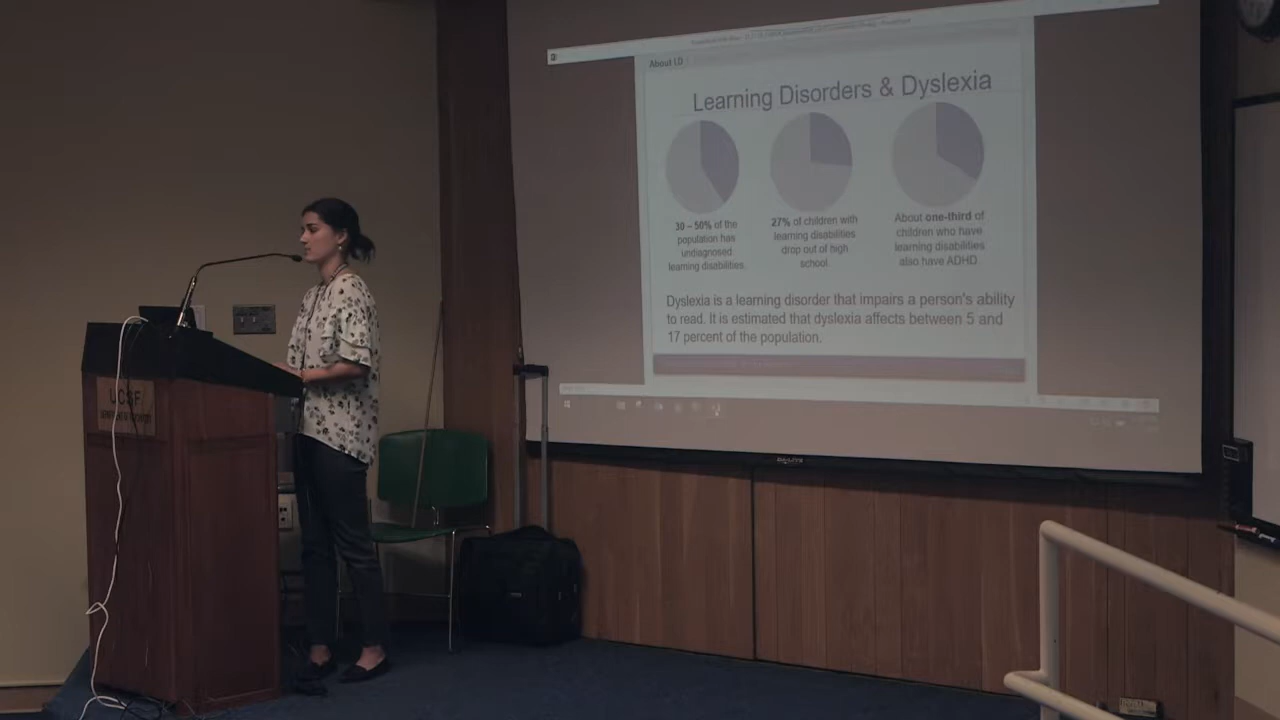 About LD
Learning Disorders & Dyslexia
30 – 50% of the
population has
undiagnosed
learning disabilities.
27% of children with
learning disabilities
drop out of high
school.
About one-third of
children who have
learning disabilities
also have ADHD.
Dyslexia is a learning disorder that impairs a person's ability
to read. It is estimated that dyslexia affects between 5 and
17 percent of the population.
UCSF
DA-LITE